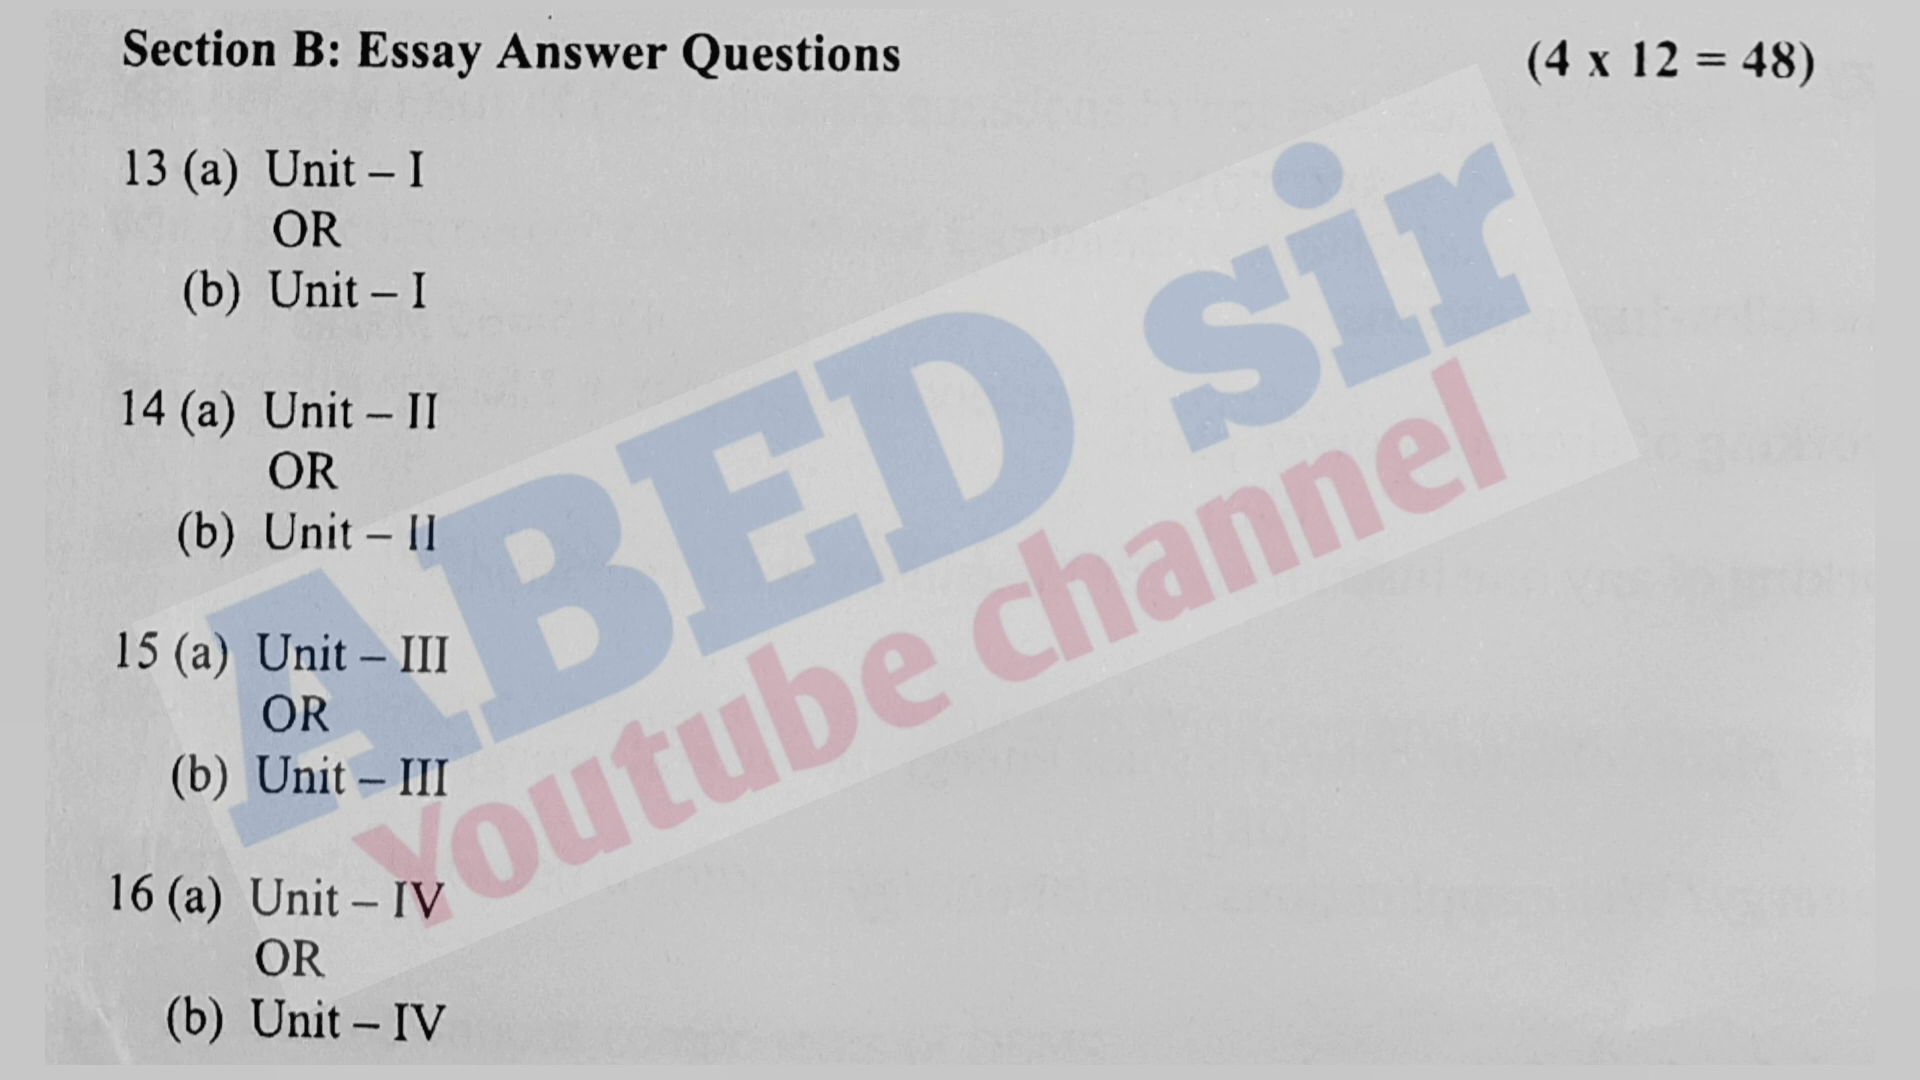 Section B: Essay Answer Questions (4 x 12 = 48)
13 (a) Unit – I
OR
(b) Unit – I
14 (a) Unit – II
OR
(b) Unit – II
15 (a) Unit – III
OR
(b) Unit – III
16 (a) Unit – IV
OR
(b) Unit – IV
ABED sir
Youtube channel